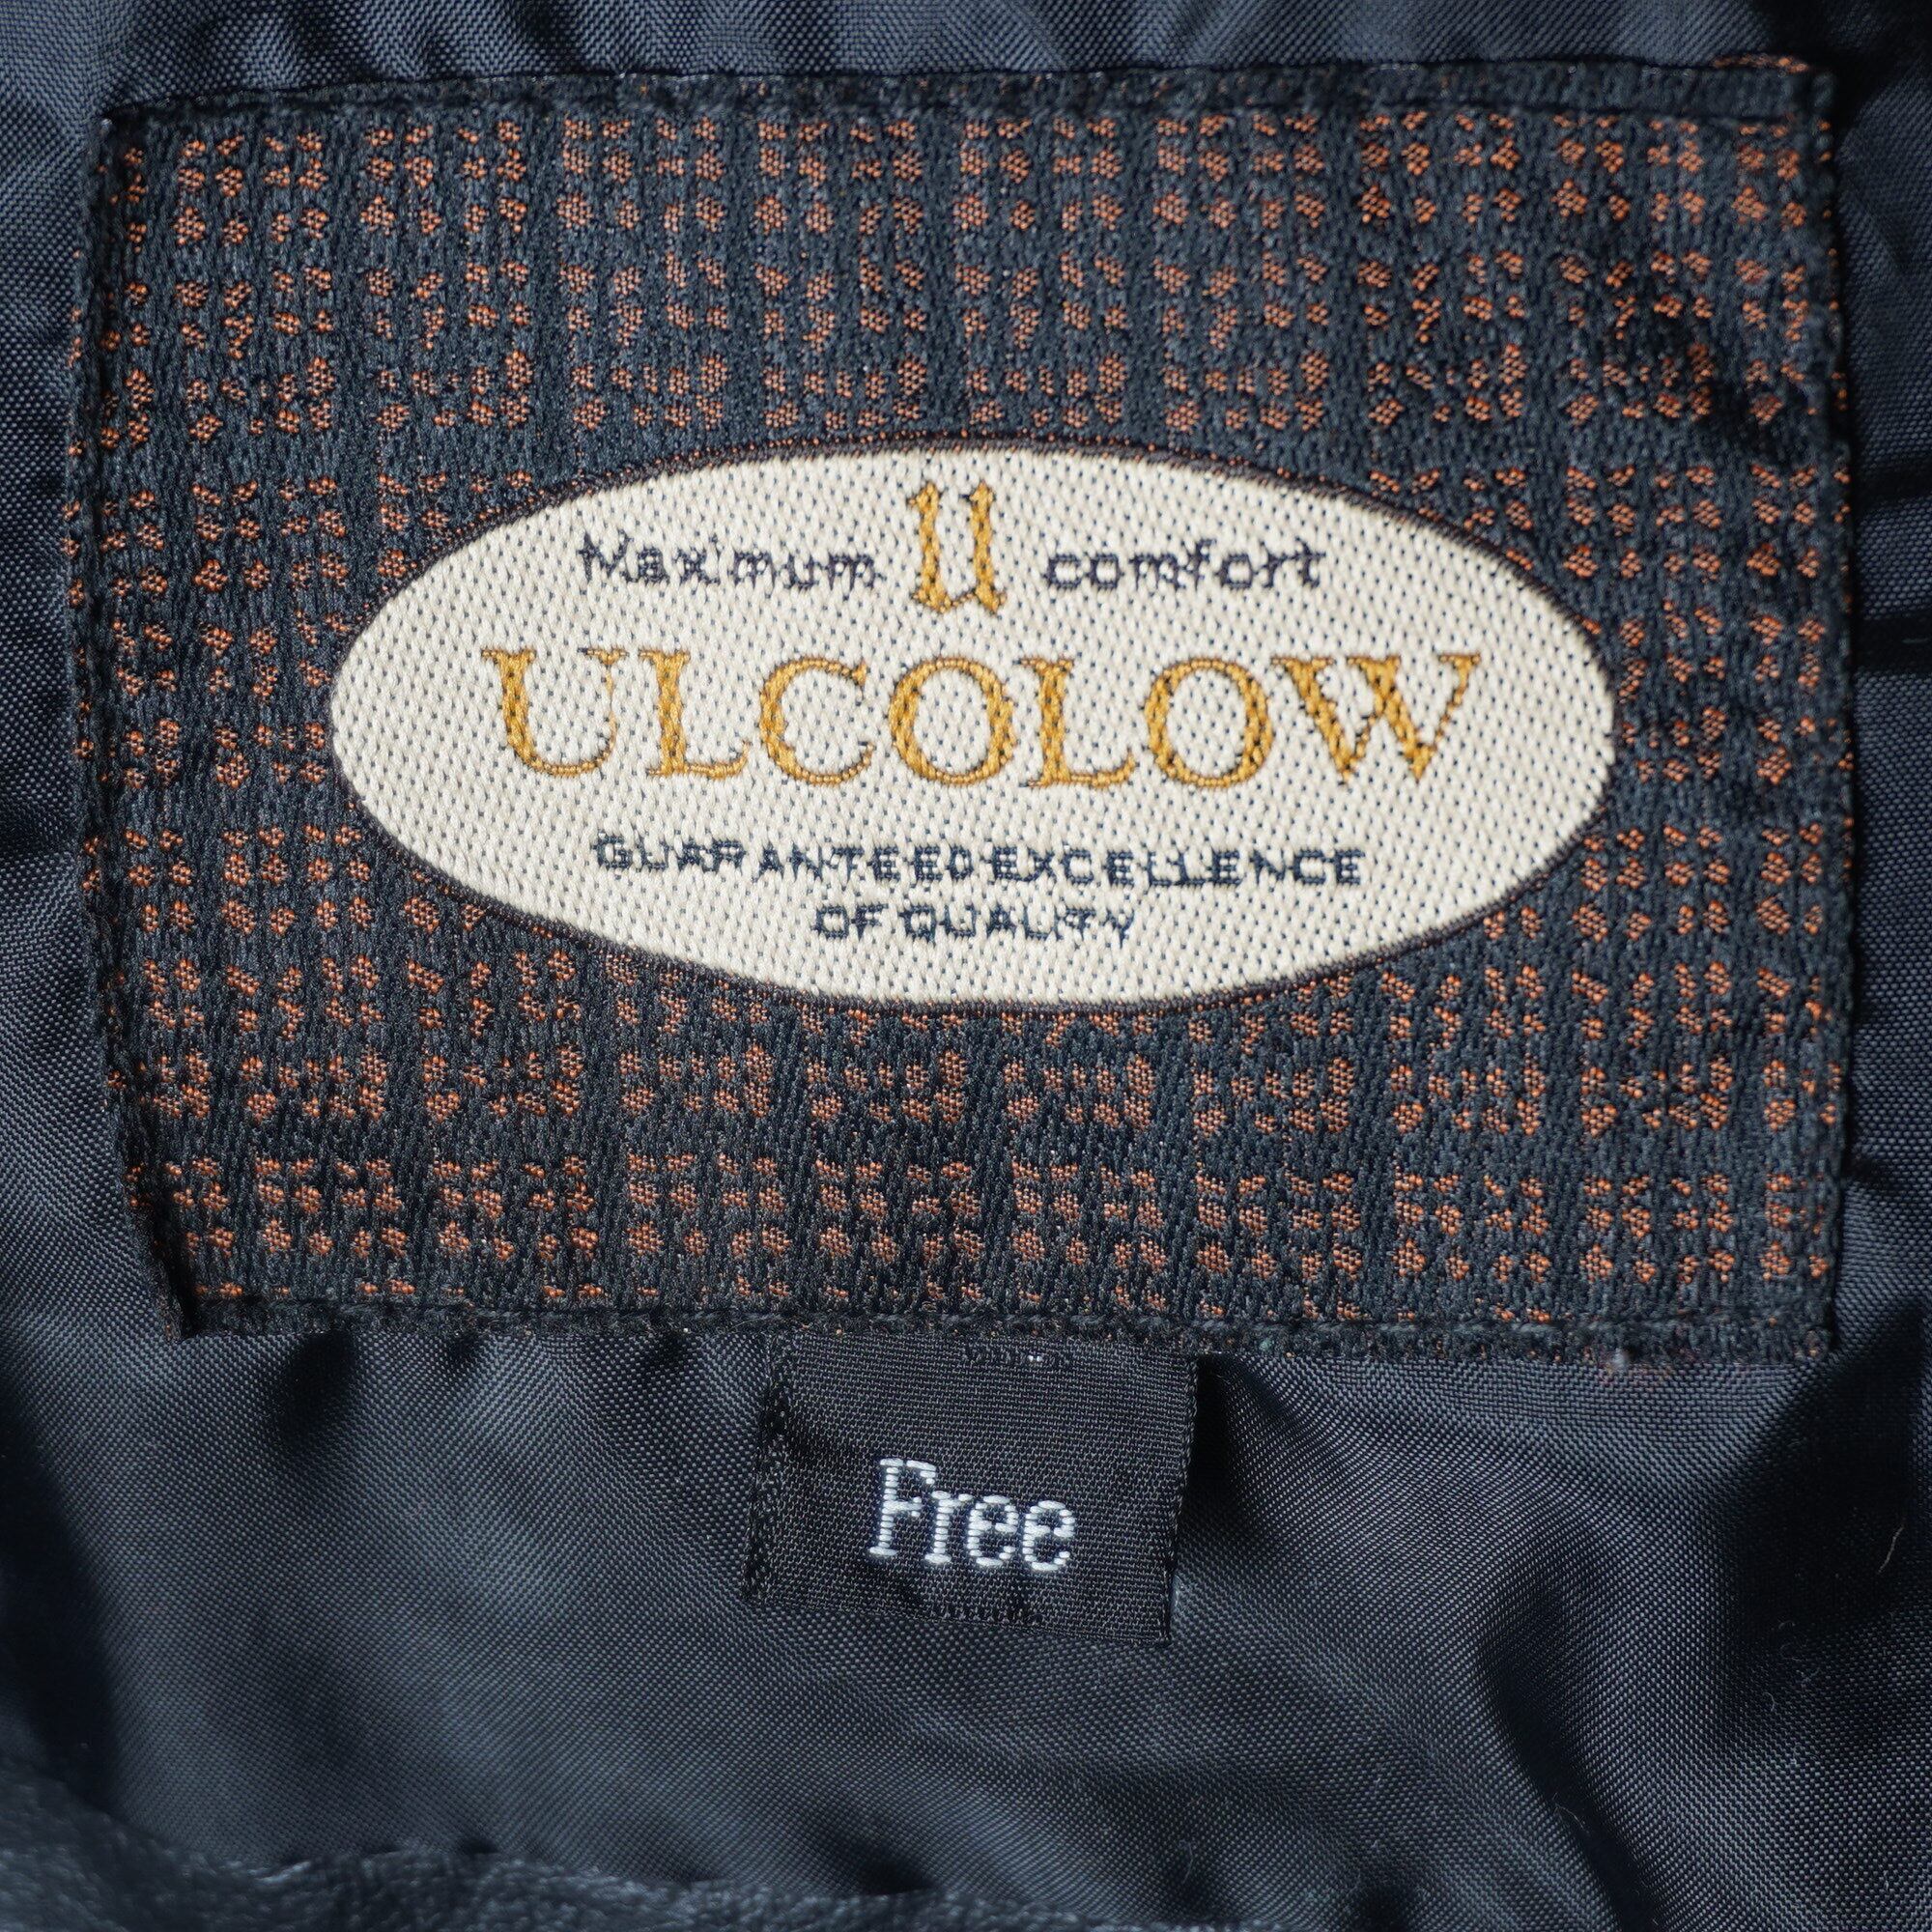 Maximum U comfort
ULCOLOW
GUARANTEED EXCELLENCE
OF QUALITY
Free